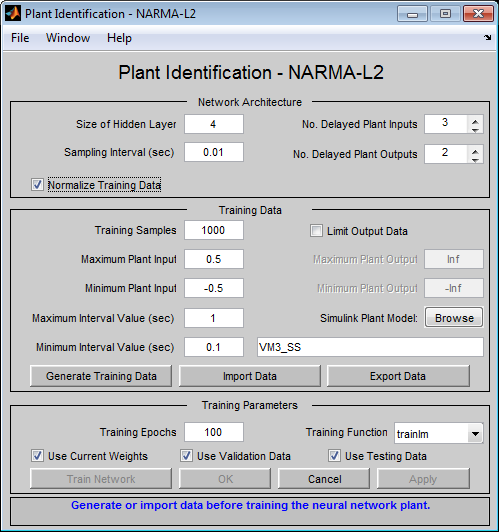 Plant Identification - NARMA-L2
File Window Help
Plant Identification - NARMA-L2
Network Architecture
Size of Hidden Layer 4 No. Delayed Plant Inputs 3
Sampling Interval (sec) 0.01 No. Delayed Plant Outputs 2
Normalize Training Data
Training Data
Training Samples 1000 Limit Output Data
Maximum Plant Input 0.5 Maximum Plant Output Inf
Minimum Plant Input -0.5 Minimum Plant Output -Inf
Maximum Interval Value (sec) 1 Simulink Plant Model: Browse
Minimum Interval Value (sec) 0.1 VM3_SS
Generate Training Data Import Data Export Data
Training Parameters
Training Epochs 100 Training Function trainlm
Use Current Weights Use Validation Data Use Testing Data
Train Network OK Cancel Apply
Generate or import data before training the neural network plant.